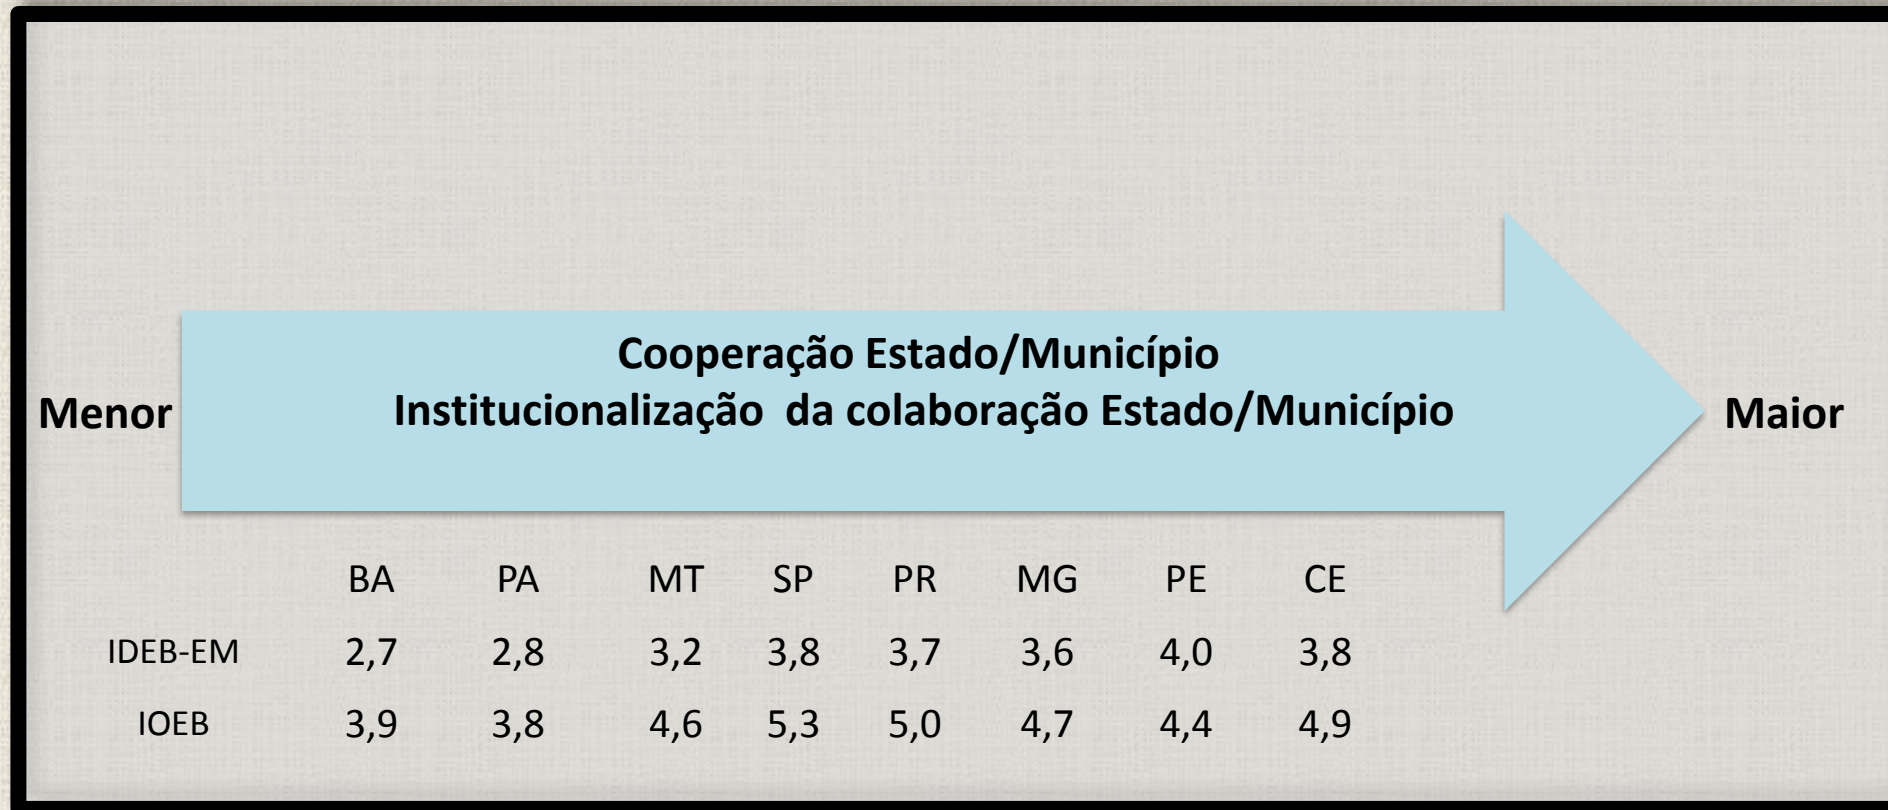 Cooperação Estado/Município
Institucionalização da colaboração Estado/Município
Menor
Maior
BA PA MT SP PR MG PE CE
IDEB-EM 2,7 2,8 3,2 3,8 3,7 3,6 4,0 3,8
IOEB 3,9 3,8 4,6 5,3 5,0 4,7 4,4 4,9